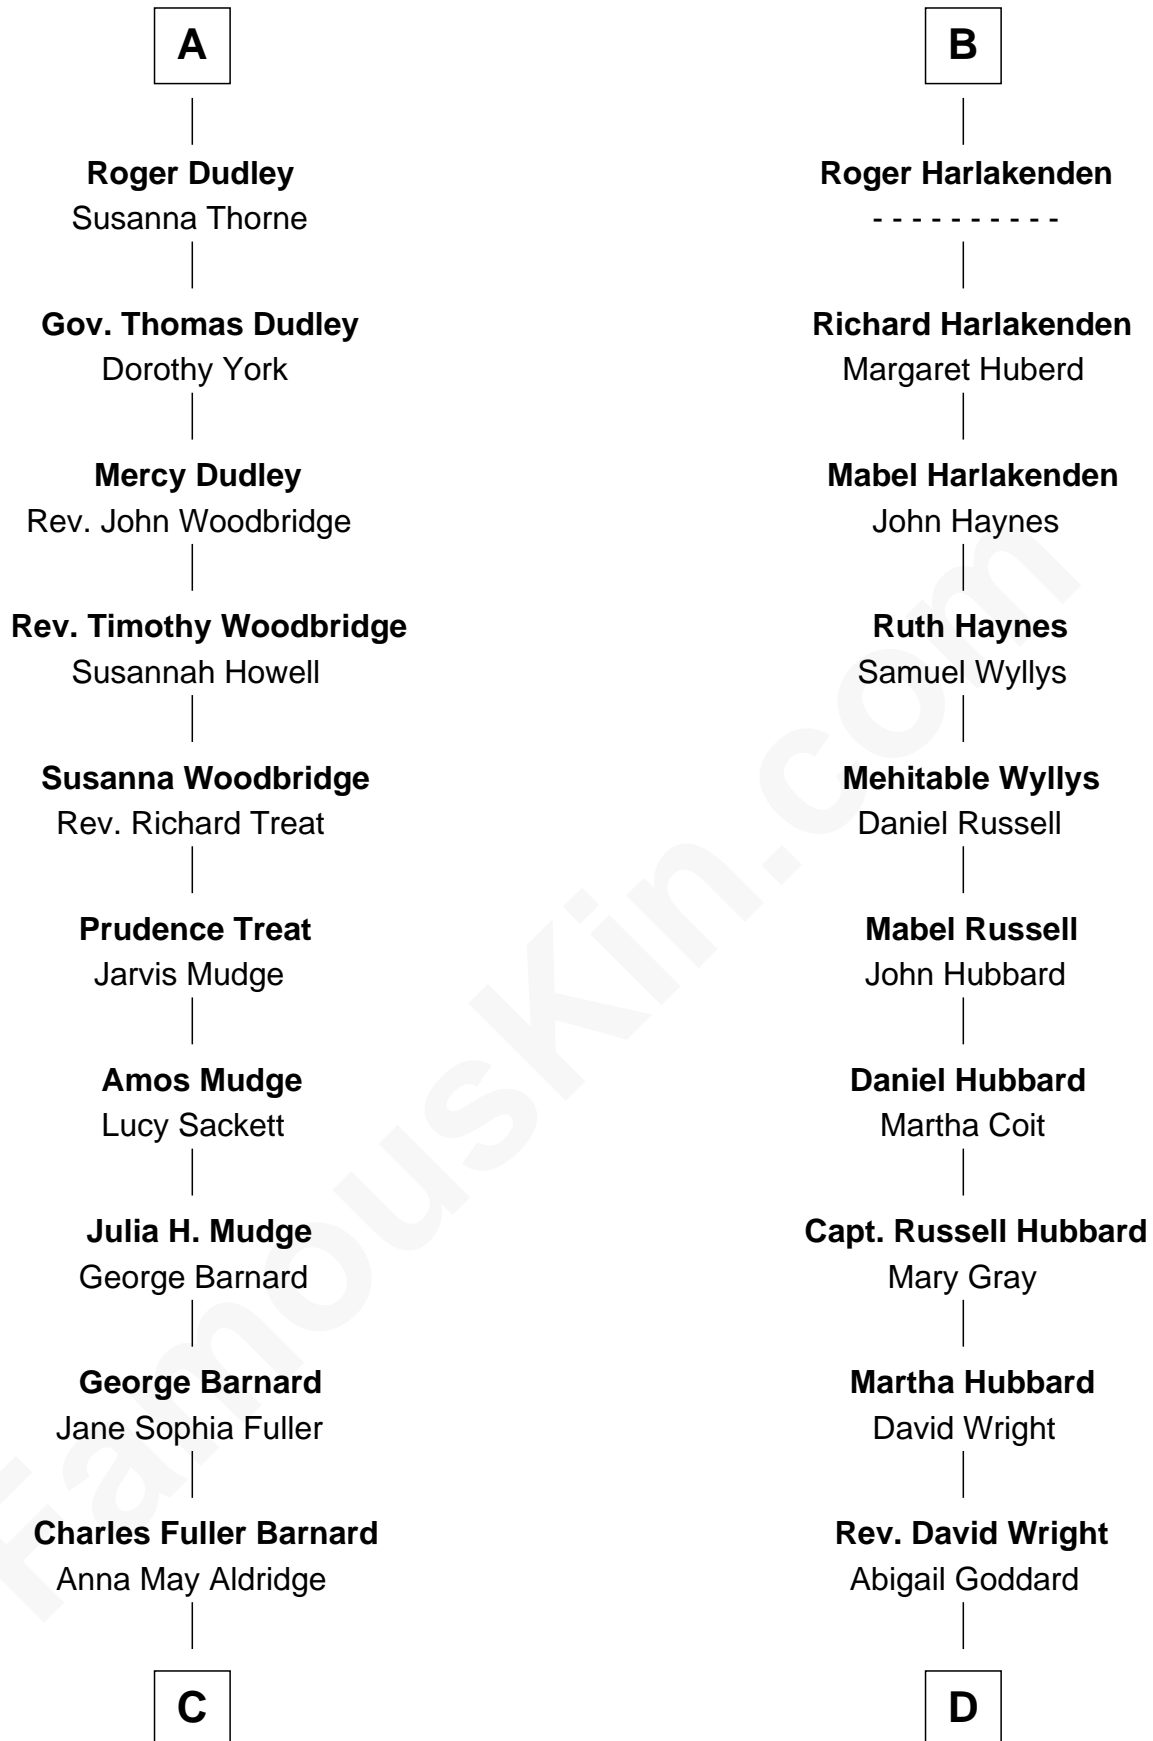 A
Roger Dudley
Susanna Thorne
Gov. Thomas Dudley
Dorothy York
Mercy Dudley
Rev. John Woodbridge
Rev. Timothy Woodbridge
Susannah Howell
Susanna Woodbridge
Rev. Richard Treat
Prudence Treat
Jarvis Mudge
Amos Mudge
Lucy Sackett
Julia H. Mudge
George Barnard
George Barnard
Jane Sophia Fuller
Charles Fuller Barnard
Anna May Aldridge
C
B
Roger Harlakenden
- - - - - - - - - -
Richard Harlakenden
Margaret Huberd
Mabel Harlakenden
John Haynes
Ruth Haynes
Samuel Wyllys
Mehitable Wyllys
Daniel Russell
Mabel Russell
John Hubbard
Daniel Hubbard
Martha Coit
Capt. Russell Hubbard
Mary Gray
Martha Hubbard
David Wright
Rev. David Wright
Abigail Goddard
D
FamousKin.com